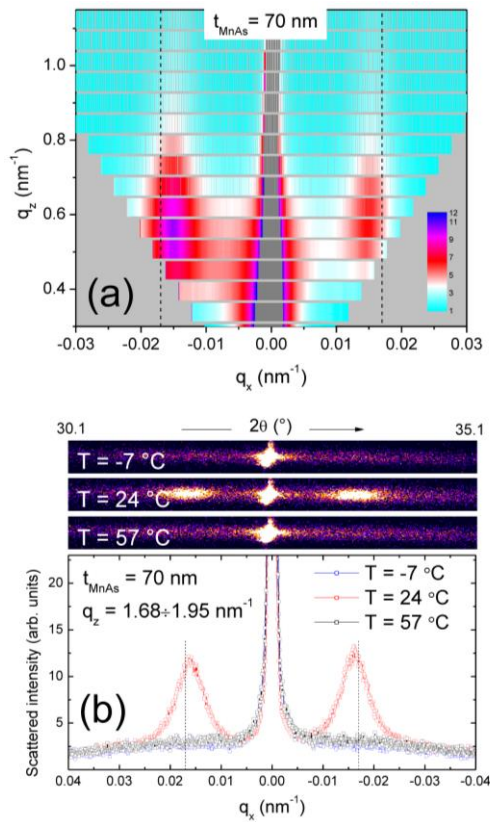 t_MnAs = 70 nm
1.0
0.8
0.6
0.4
q_z (nm⁻¹)
12
11
9
7
5
3
1
(a)
-0.03 -0.02 -0.01 0.00 0.01 0.02 0.03
q_x (nm⁻¹)
30.1 2θ (°) 35.1
T = -7 °C
T = 24 °C
T = 57 °C
t_MnAs = 70 nm
q_z = 1.68÷1.95 nm⁻¹
T = -7 °C
T = 24 °C
T = 57 °C
20
15
10
5
Scattered intensity (arb. units)
(b)
0.04 0.03 0.02 0.01 0.00 -0.01 -0.02 -0.03 -0.04
q_x (nm⁻¹)